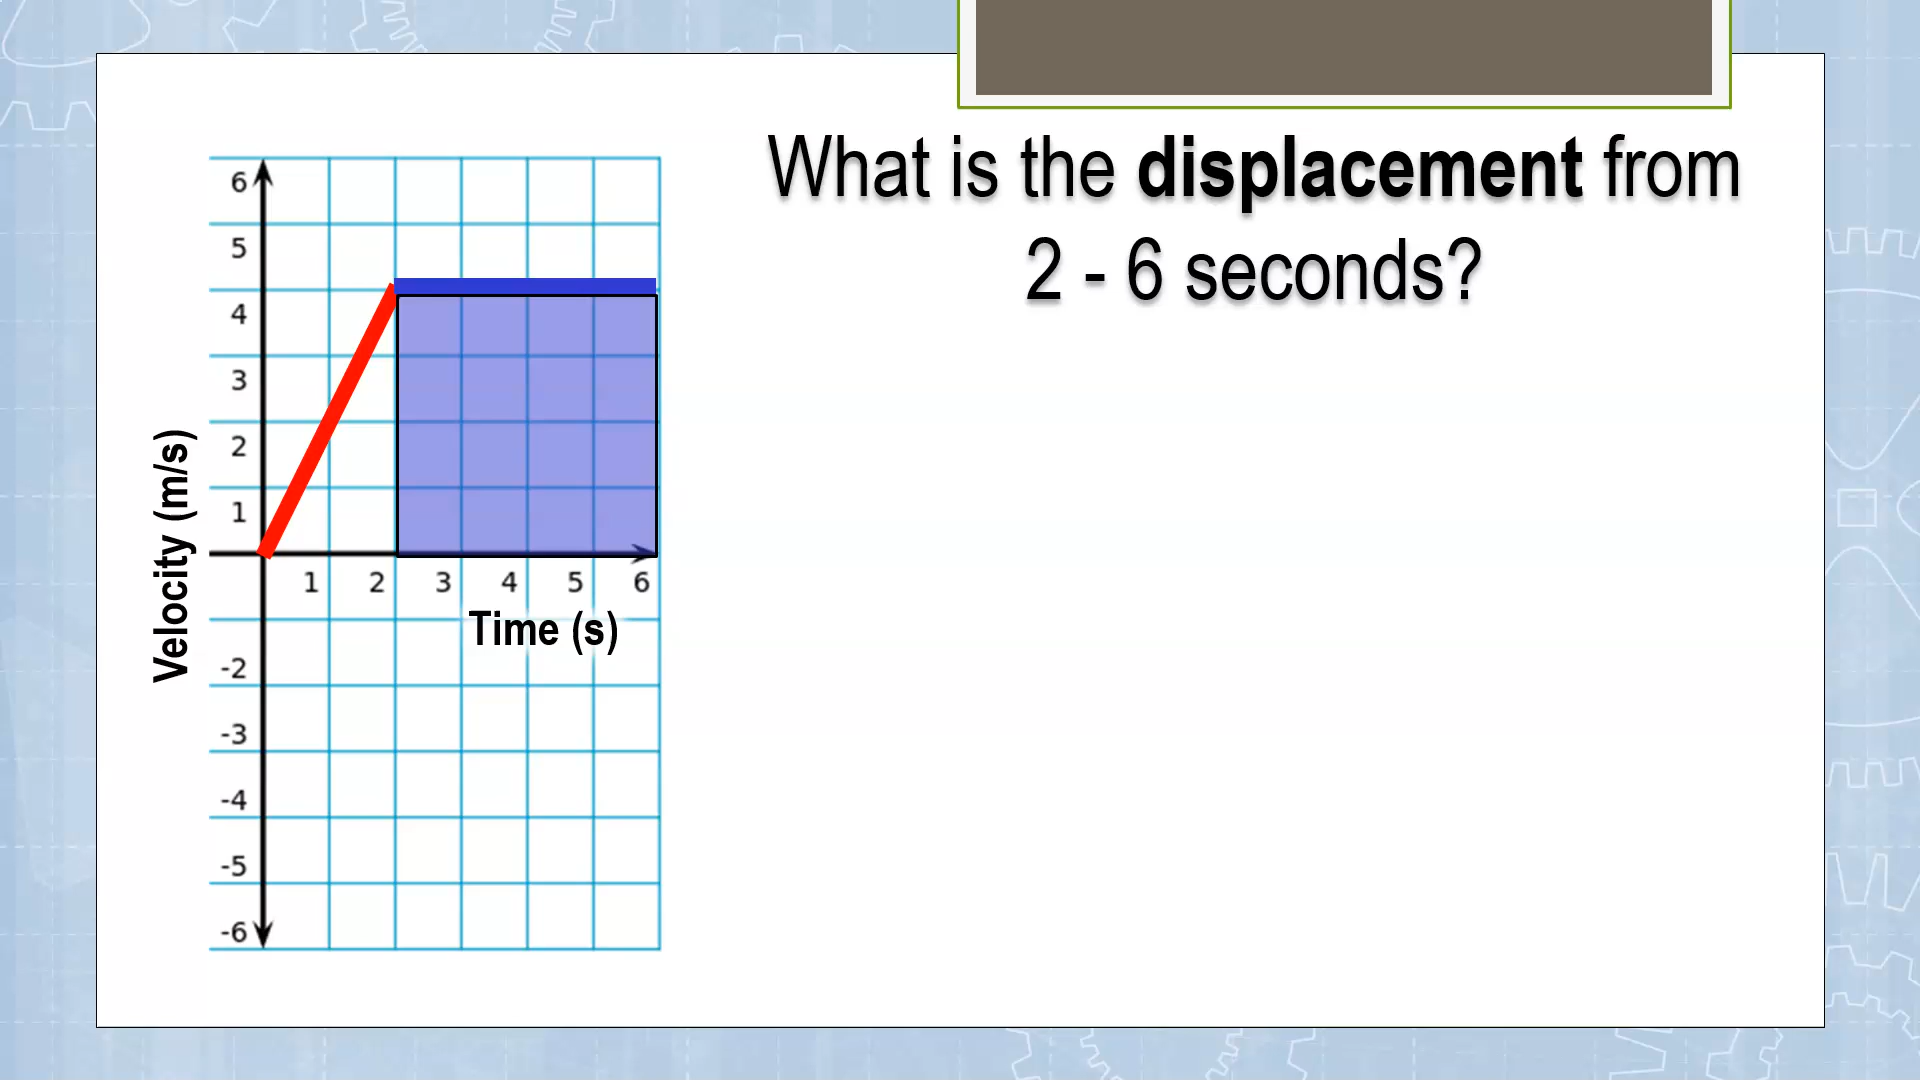 What is the displacement from
2 - 6 seconds?
6
5
4
3
2
1
Velocity (m/s)
1 2 3 4 5 6
Time (s)
-2
-3
-4
-5
-6